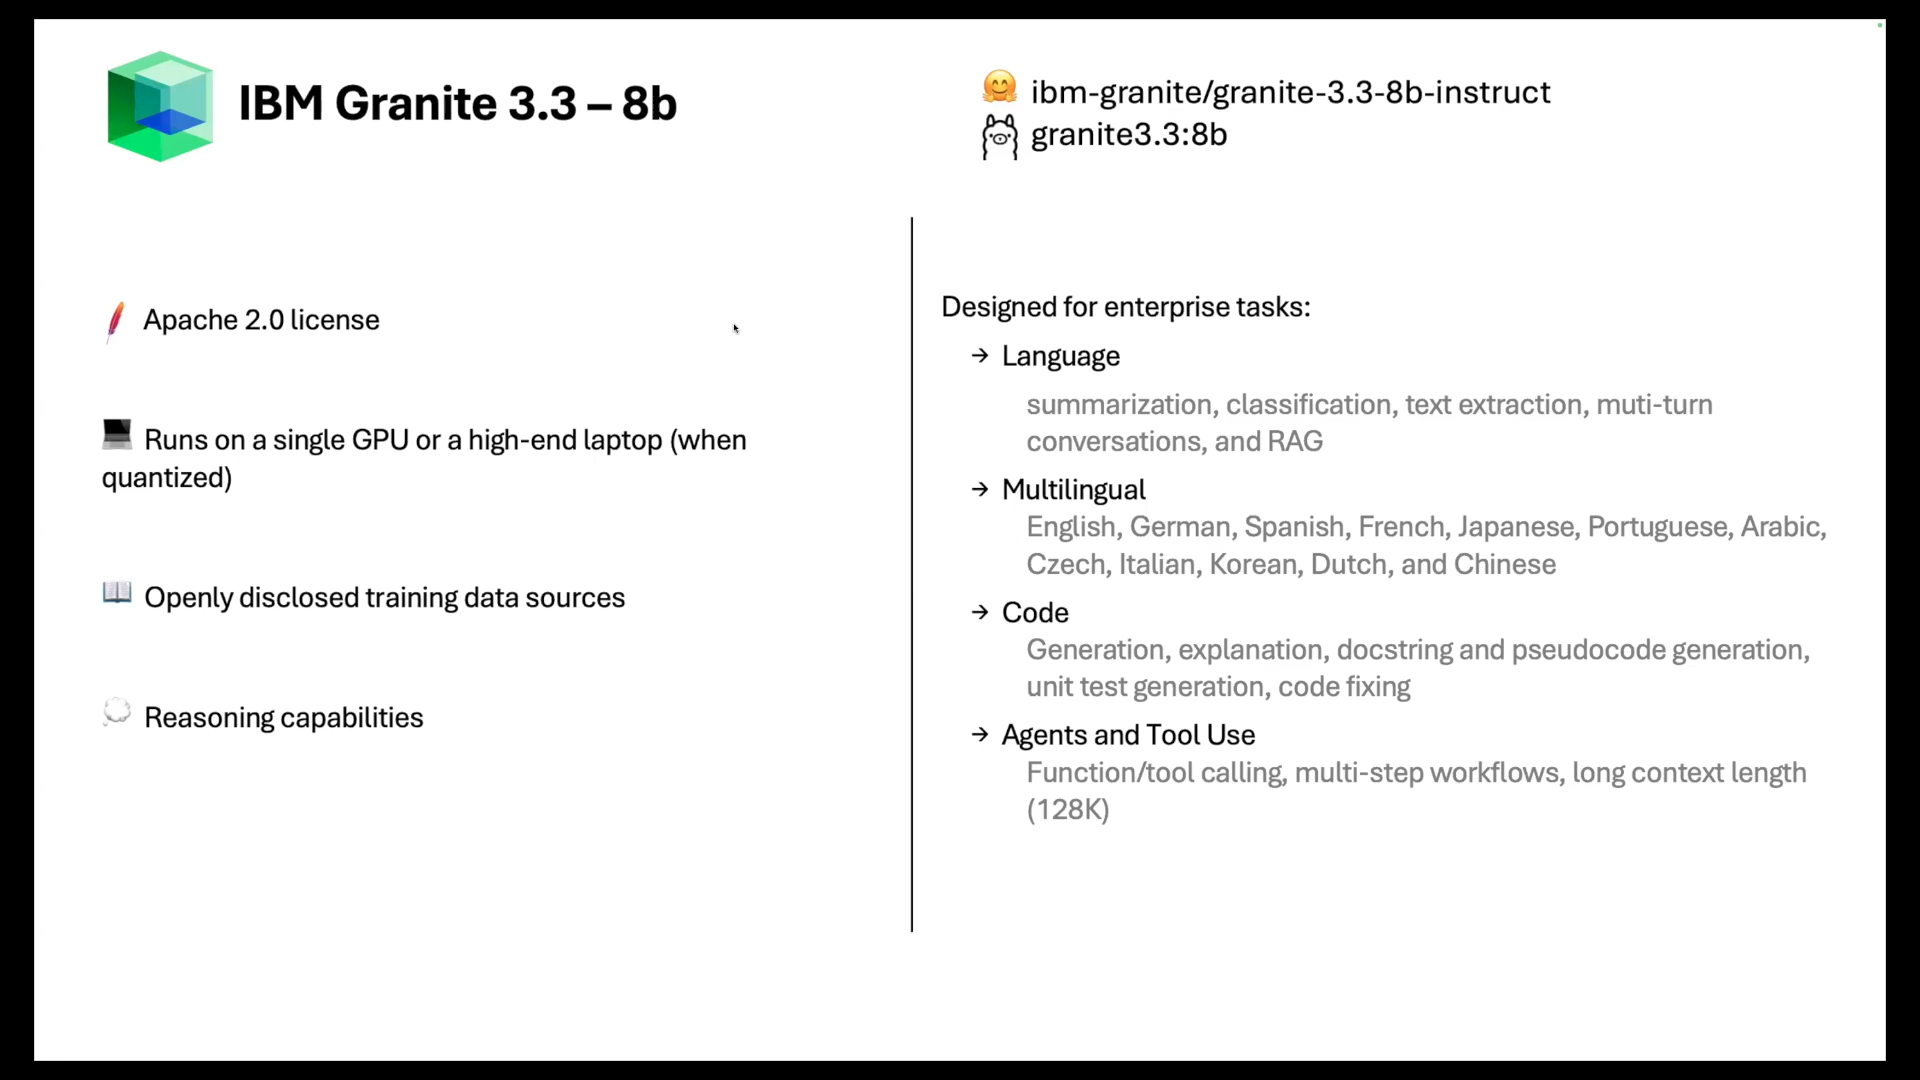 IBM Granite 3.3 – 8b
🤗 ibm-granite/granite-3.3-8b-instruct
granite3.3:8b
Apache 2.0 license
Runs on a single GPU or a high-end laptop (when
quantized)
Openly disclosed training data sources
Reasoning capabilities
Designed for enterprise tasks:
→ Language
summarization, classification, text extraction, muti-turn
conversations, and RAG
→ Multilingual
English, German, Spanish, French, Japanese, Portuguese, Arabic,
Czech, Italian, Korean, Dutch, and Chinese
→ Code
Generation, explanation, docstring and pseudocode generation,
unit test generation, code fixing
→ Agents and Tool Use
Function/tool calling, multi-step workflows, long context length
(128K)